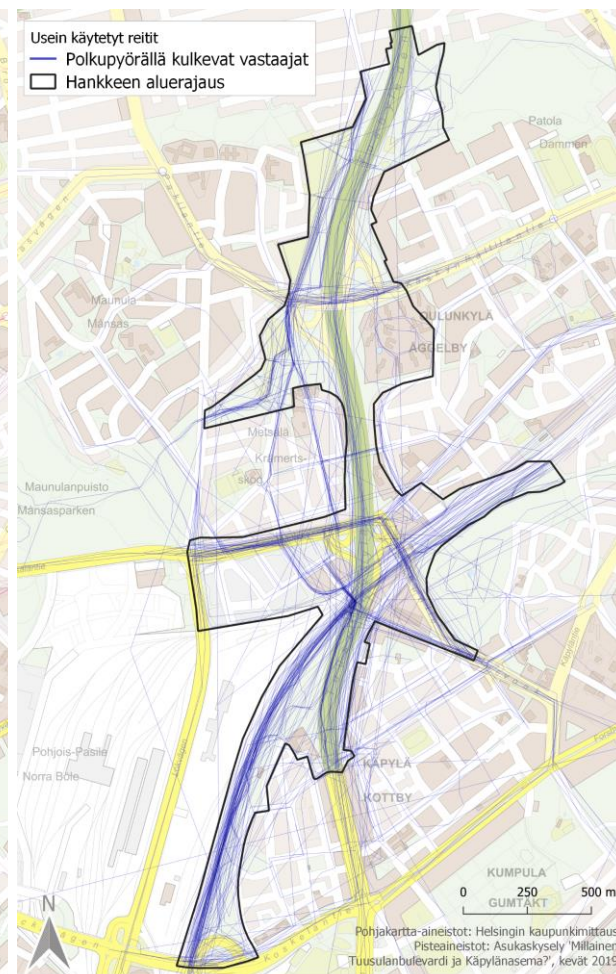 Usein käytetyt reitit
Polkupyörällä kulkevat vastaajat
Hankkeen aluerajaus
Patola
Dammen
Maunula
Månsas
OULUNKYLÄ
ÅGGELBY
Metsälä
Krämerts-
skog
Maunulanpuisto
Månsasparken
Pohjois-Pasila
Norra Böle
KÄPYLÄ
KOTTBY
Käpyläntie
Koskelantie
KUMPULA
GUMTÄKT
N
0 250 500 m
Pohjakartta-aineistot: Helsingin kaupunkimittaus
Pisteaineistot: Asukaskysely 'Millainen
Tuusulanbulevardi ja Käpylänasema?', kevät 2019